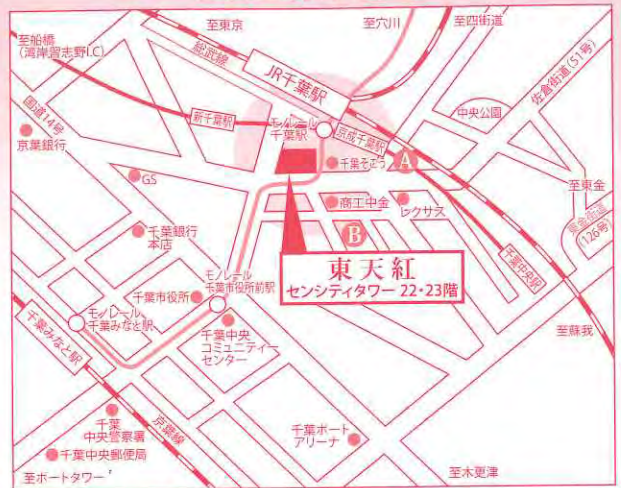 至東京
至穴川
至四街道
至船橋
(湾岸習志野I.C)
総武線
JR千葉駅
佐倉街道(51号)
国道14号
新千葉駅
モノレール
千葉駅
京成千葉駅
中央公園
京葉銀行
千葉そごう
A
GS
至東金
商工中金
レクサス
東金街道
(126号)
B
千葉銀行
本店
千葉中央駅
東天紅
センシティタワー 22・23階
モノレール
千葉市役所前駅
千葉市役所
モノレール
千葉みなと駅
至蘇我
千葉みなと駅
千葉中央
コミュニティー
センター
京葉線
千葉
中央警察署
千葉ポート
アリーナ
千葉中央郵便局
至ポートタワー
至木更津